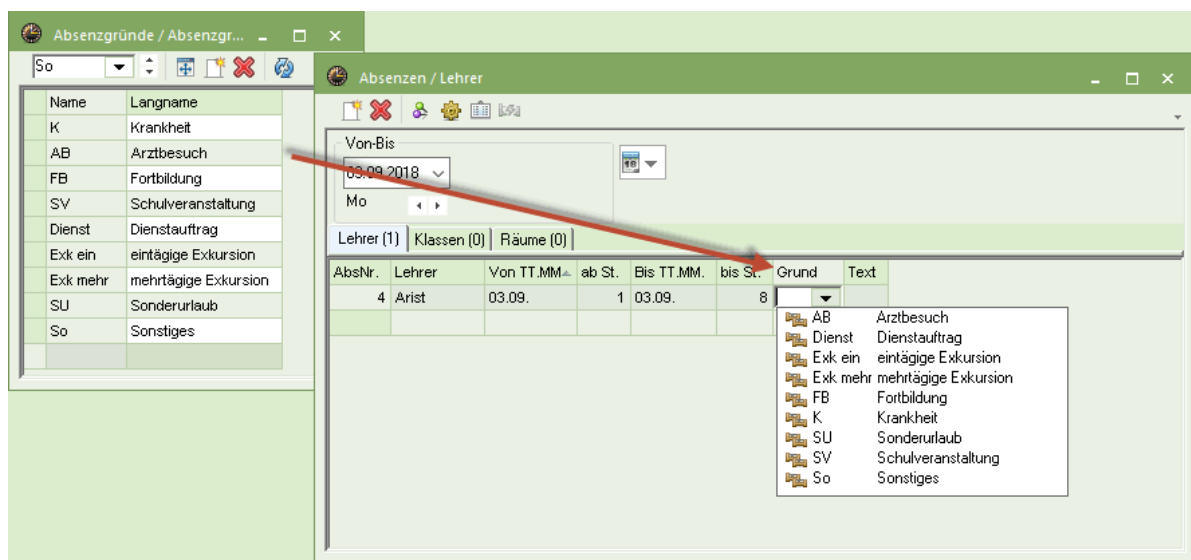 Absenzgründe / Absenzgr...
So
Name Langname
K Krankheit
AB Arztbesuch
FB Fortbildung
SV Schulveranstaltung
Dienst Dienstauftrag
Exk ein eintägige Exkursion
Exk mehr mehrtägige Exkursion
SU Sonderurlaub
So Sonstiges
Absenzen / Lehrer
Von-Bis
03.09.2018
18
Mo
Lehrer (1) Klassen (0) Räume (0)
AbsNr. Lehrer Von TT.MM ab St. Bis TT.MM. bis St. Grund Text
4 Arist 03.09. 1 03.09. 8
AB Arztbesuch
Dienst Dienstauftrag
Exk ein eintägige Exkursion
Exk mehr mehrtägige Exkursion
FB Fortbildung
K Krankheit
SU Sonderurlaub
SV Schulveranstaltung
So Sonstiges